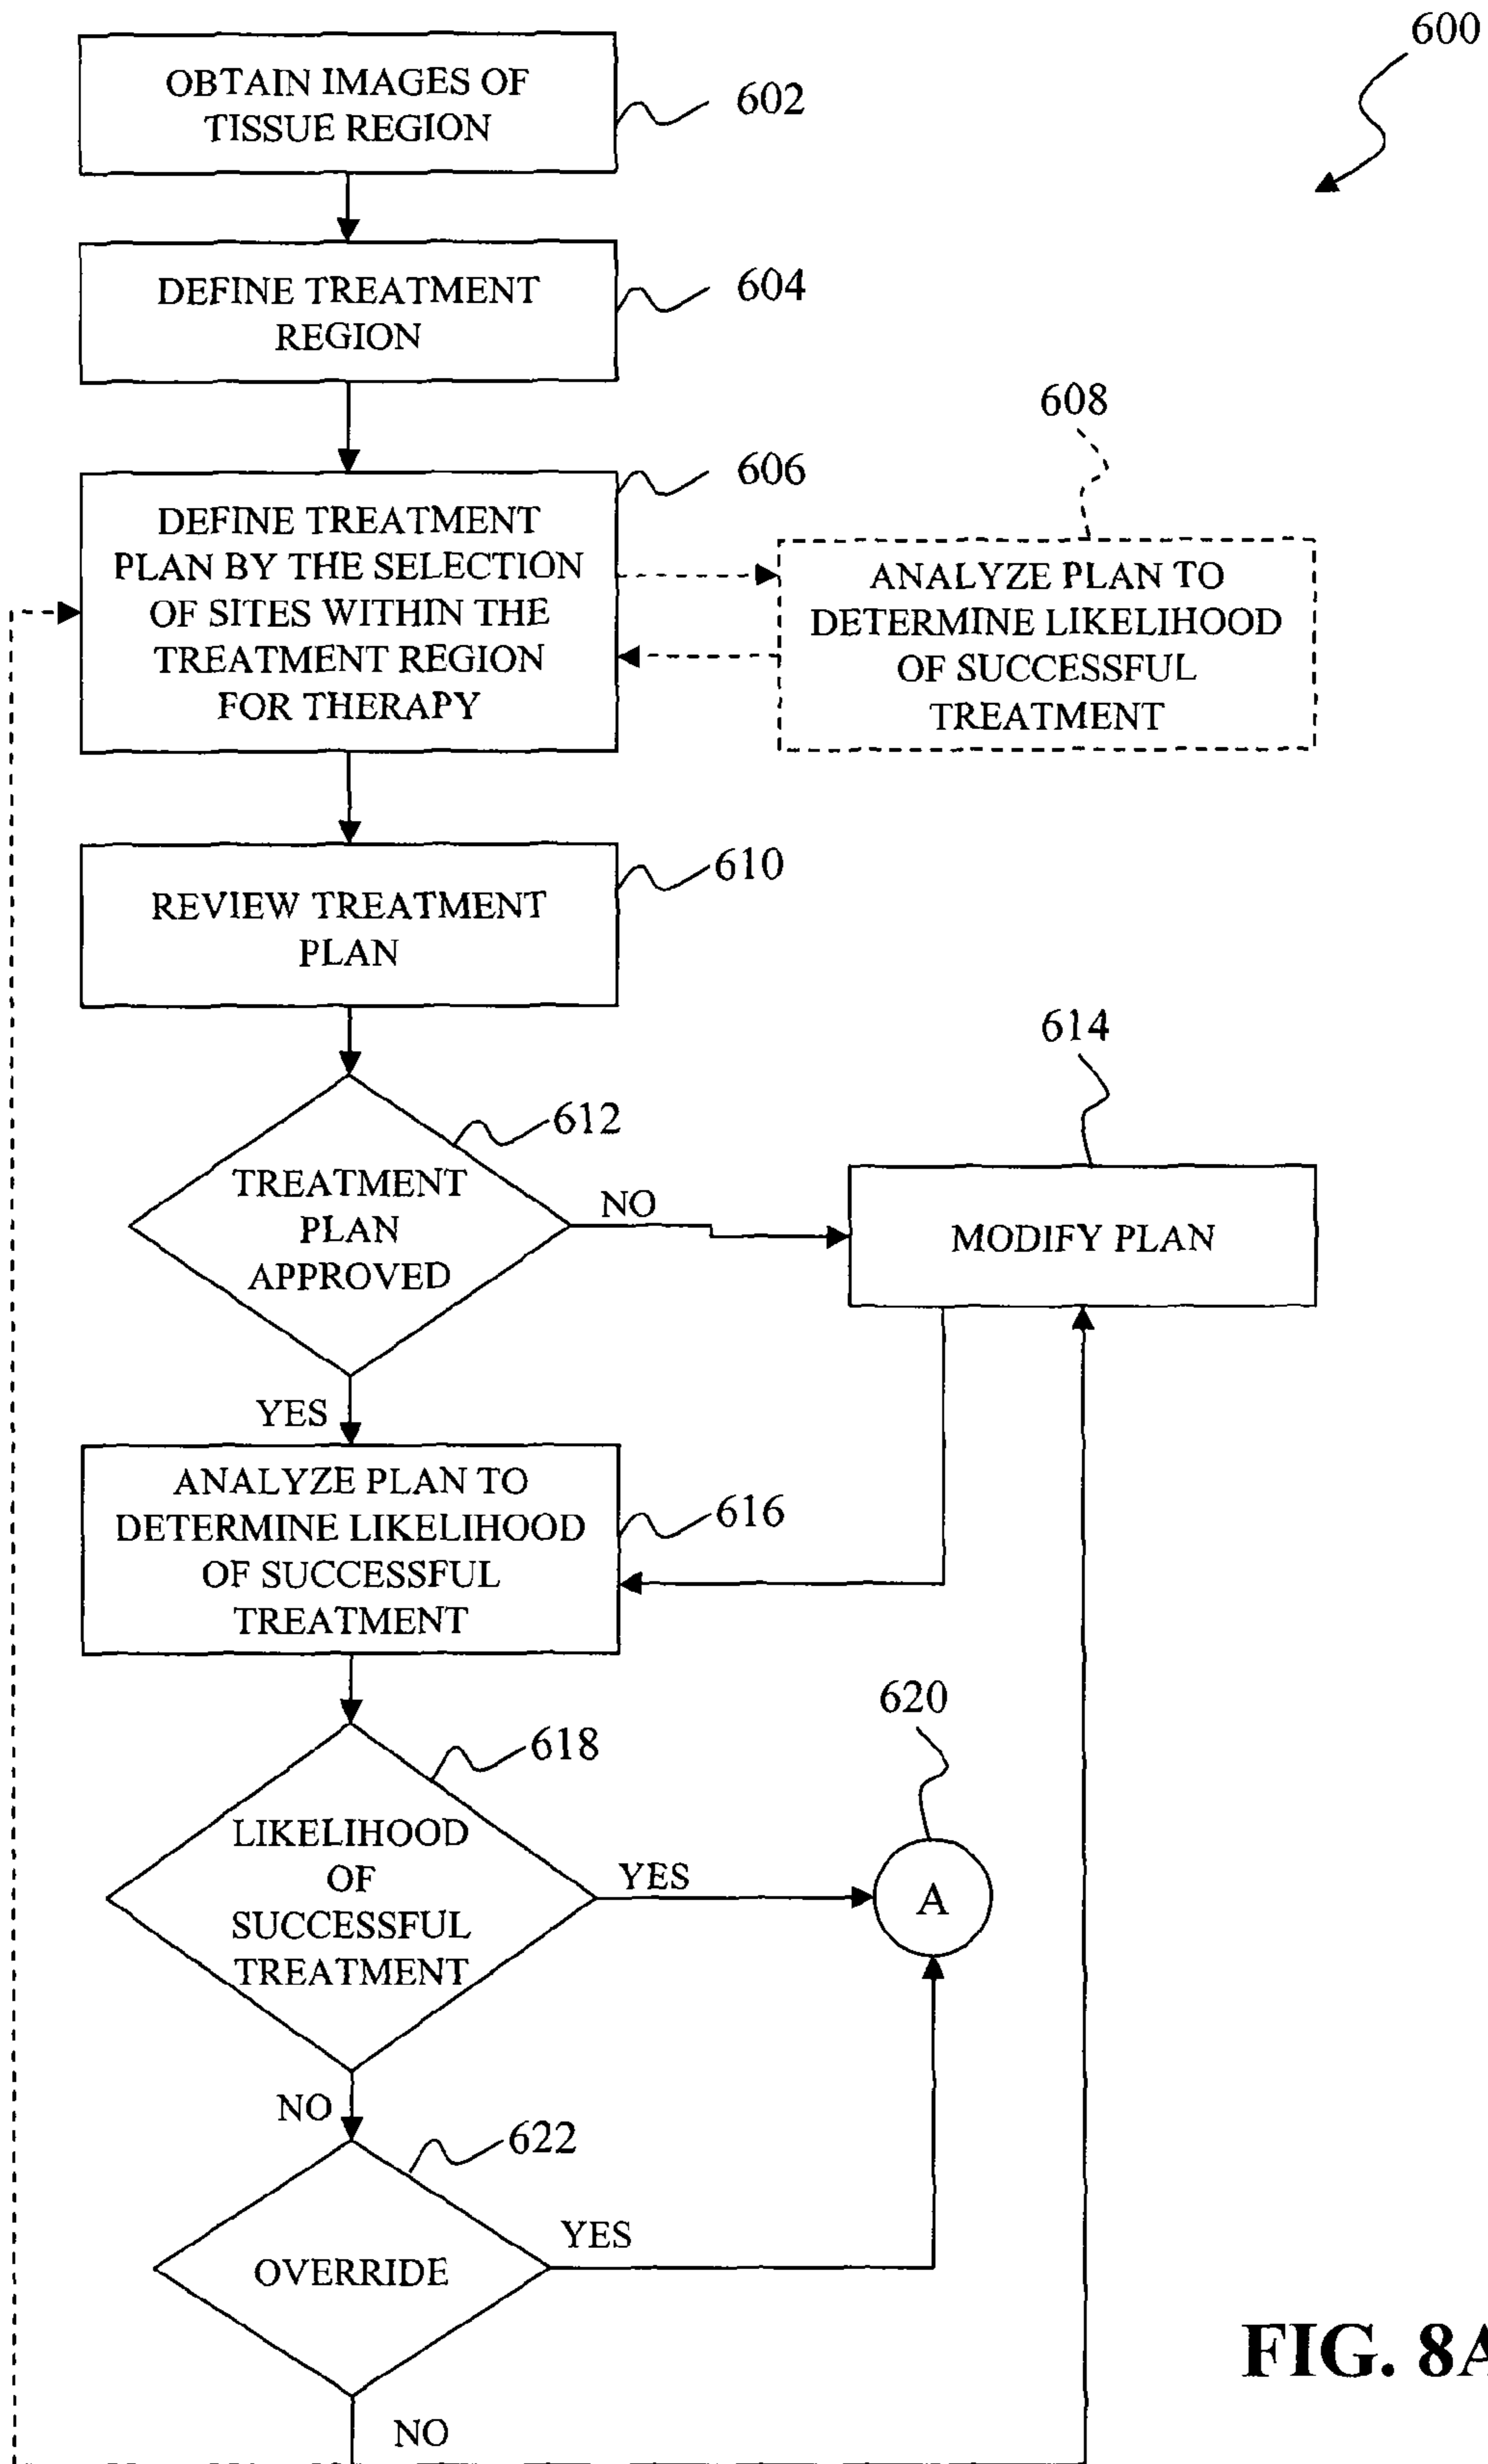 600
OBTAIN IMAGES OF
TISSUE REGION
602
DEFINE TREATMENT
REGION
604
606
DEFINE TREATMENT
PLAN BY THE SELECTION
OF SITES WITHIN THE
TREATMENT REGION
FOR THERAPY
608
ANALYZE PLAN TO
DETERMINE LIKELIHOOD
OF SUCCESSFUL
TREATMENT
610
REVIEW TREATMENT
PLAN
612
TREATMENT
PLAN
APPROVED
NO
614
MODIFY PLAN
YES
ANALYZE PLAN TO
DETERMINE LIKELIHOOD
OF SUCCESSFUL
TREATMENT
616
618
LIKELIHOOD
OF
SUCCESSFUL
TREATMENT
YES
620
A
NO
622
OVERRIDE
YES
NO
FIG. 8A